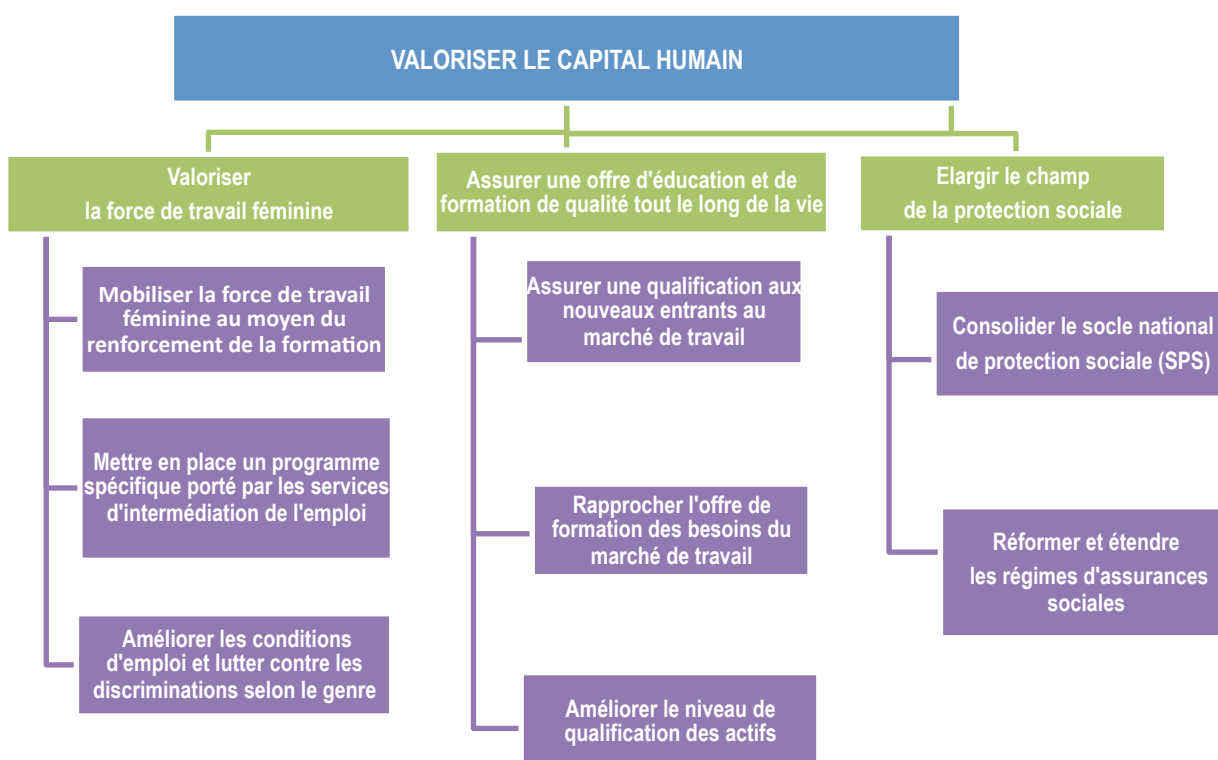 VALORISER LE CAPITAL HUMAIN
Valoriser
la force de travail féminine
Mobiliser la force de travail
féminine au moyen du
renforcement de la formation
Mettre en place un programme
spécifique porté par les services
d'intermédiation de l'emploi
Améliorer les conditions
d'emploi et lutter contre les
discriminations selon le genre
Assurer une offre d'éducation et de
formation de qualité tout le long de la vie
Assurer une qualification aux
nouveaux entrants au
marché de travail
Rapprocher l'offre de
formation des besoins du
marché de travail
Améliorer le niveau de
qualification des actifs
Elargir le champ
de la protection sociale
Consolider le socle national
de protection sociale (SPS)
Réformer et étendre
les régimes d'assurances
sociales